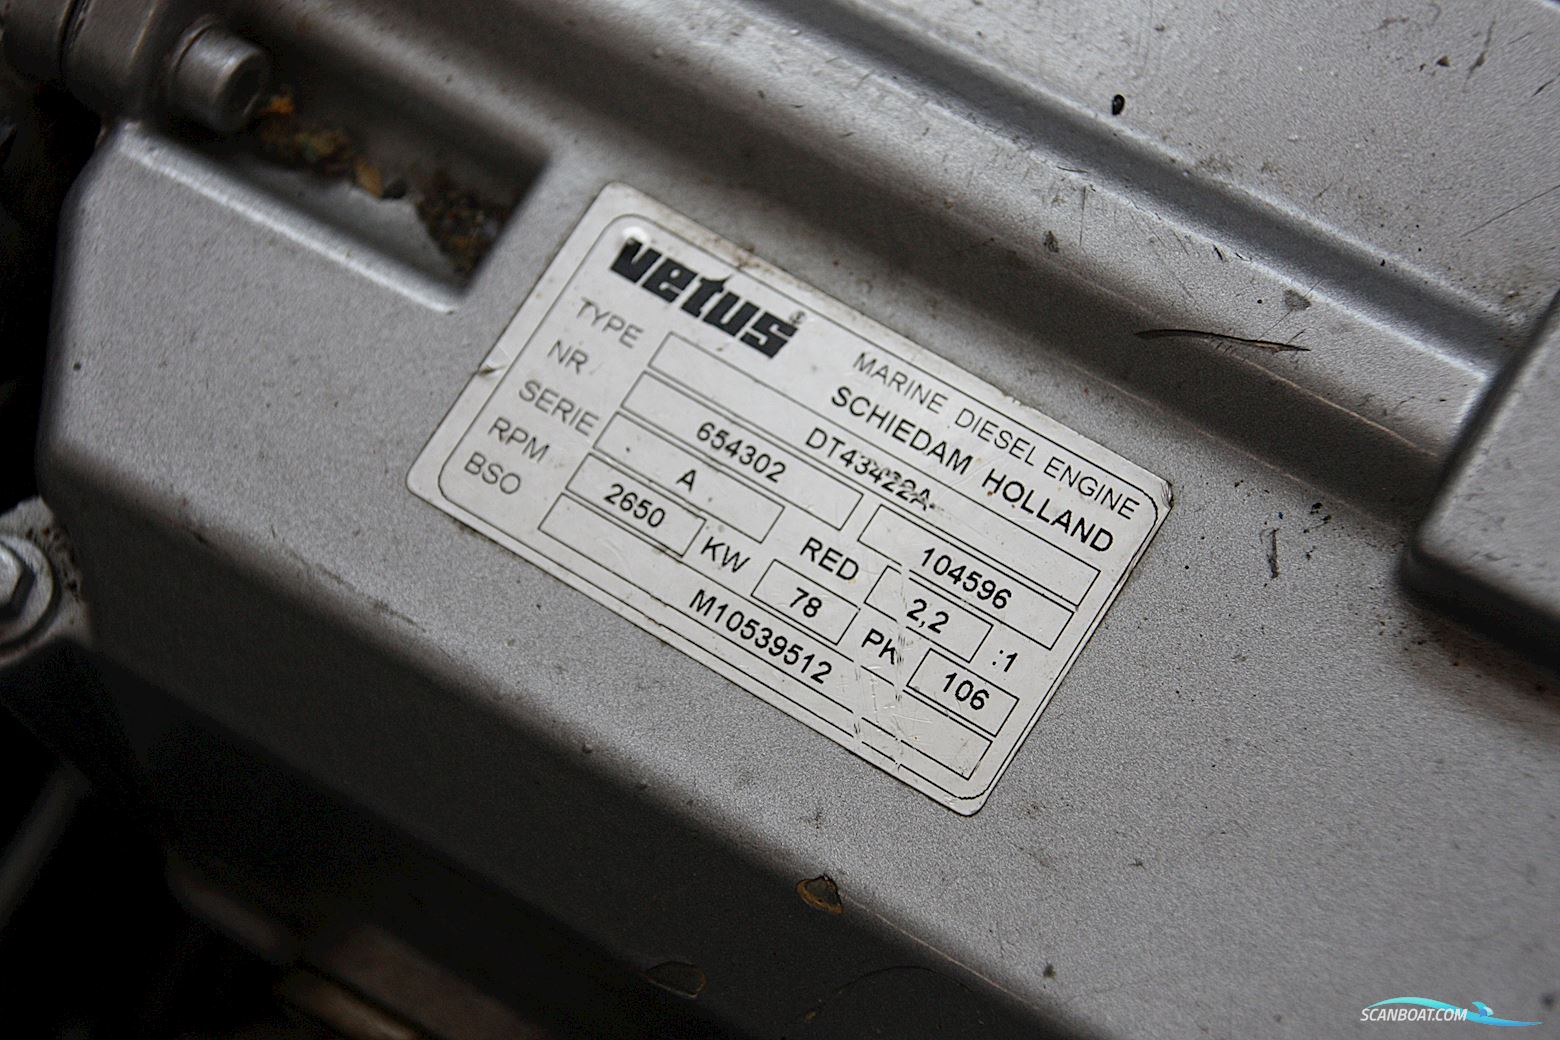 vetus®
MARINE DIESEL ENGINE
SCHIEDAM HOLLAND
TYPE DT43422A
NR 654302 104596
SERIE A RED 2,2 :1
RPM 2650 KW 78 PK 106
BSO M10539512
SCANBOAT.COM